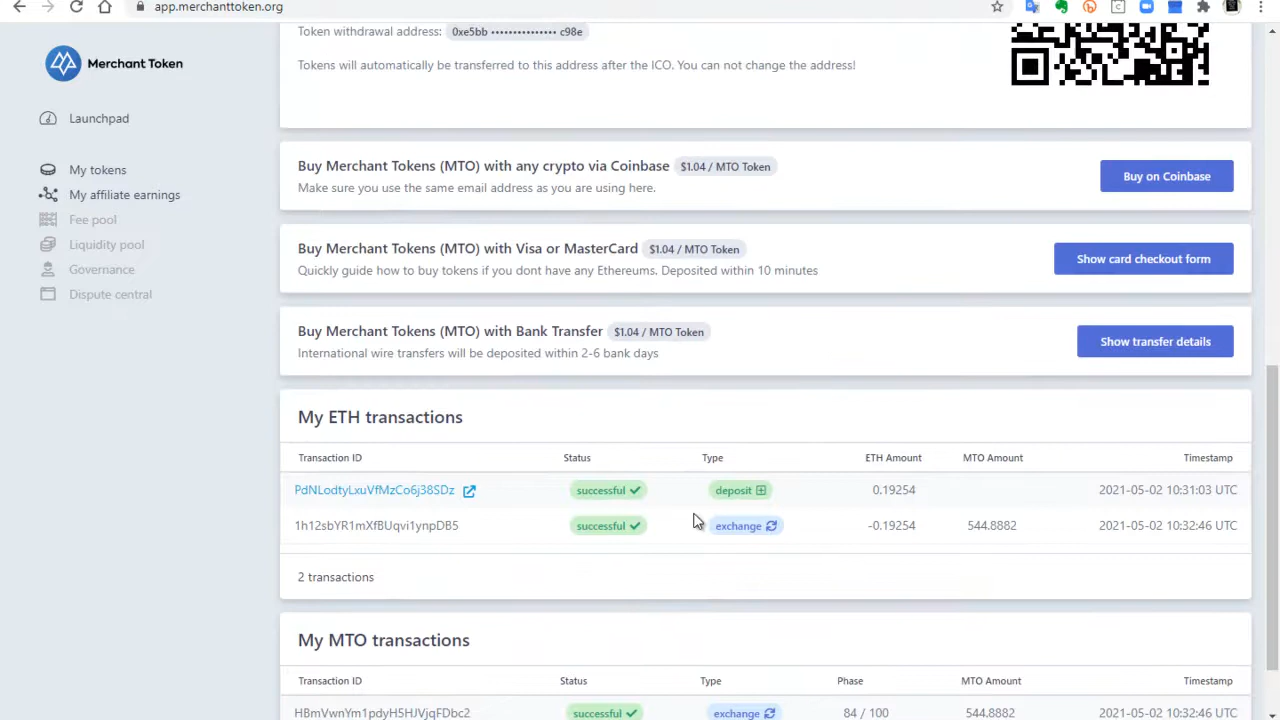 app.merchanttoken.org
Merchant Token
Launchpad
My tokens
My affiliate earnings
Fee pool
Liquidity pool
Governance
Dispute central
Token withdrawal address: 0xe5bb ••••••••••••••• c98e
Tokens will automatically be transferred to this address after the ICO. You can not change the address!
Buy Merchant Tokens (MTO) with any crypto via Coinbase $1.04 / MTO Token
Make sure you use the same email address as you are using here.
Buy on Coinbase
Buy Merchant Tokens (MTO) with Visa or MasterCard $1.04 / MTO Token
Quickly guide how to buy tokens if you dont have any Ethereums. Deposited within 10 minutes
Show card checkout form
Buy Merchant Tokens (MTO) with Bank Transfer $1.04 / MTO Token
International wire transfers will be deposited within 2-6 bank days
Show transfer details
My ETH transactions
Transaction ID Status Type ETH Amount MTO Amount Timestamp
PdNLodtyLxuVfMzCo6j38SDz successful deposit 0.19254 2021-05-02 10:31:03 UTC
1h12sbYR1mXfBUqvi1ynpDB5 successful exchange -0.19254 544.8882 2021-05-02 10:32:46 UTC
2 transactions
My MTO transactions
Transaction ID Status Type Phase MTO Amount Timestamp
HBmVwnYm1pdyH5HJVjqFDbc2 successful exchange 84 / 100 544.8882 2021-05-02 10:32:46 UTC